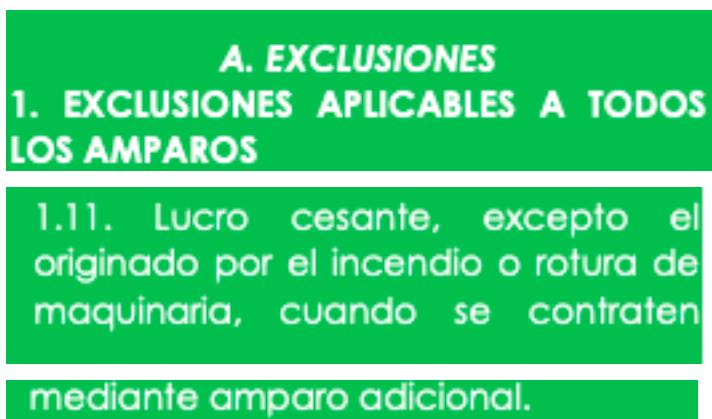 A. EXCLUSIONES
1. EXCLUSIONES APLICABLES A TODOS
LOS AMPAROS
1.11. Lucro cesante, excepto el
originado por el incendio o rotura de
maquinaria, cuando se contraten
mediante amparo adicional.